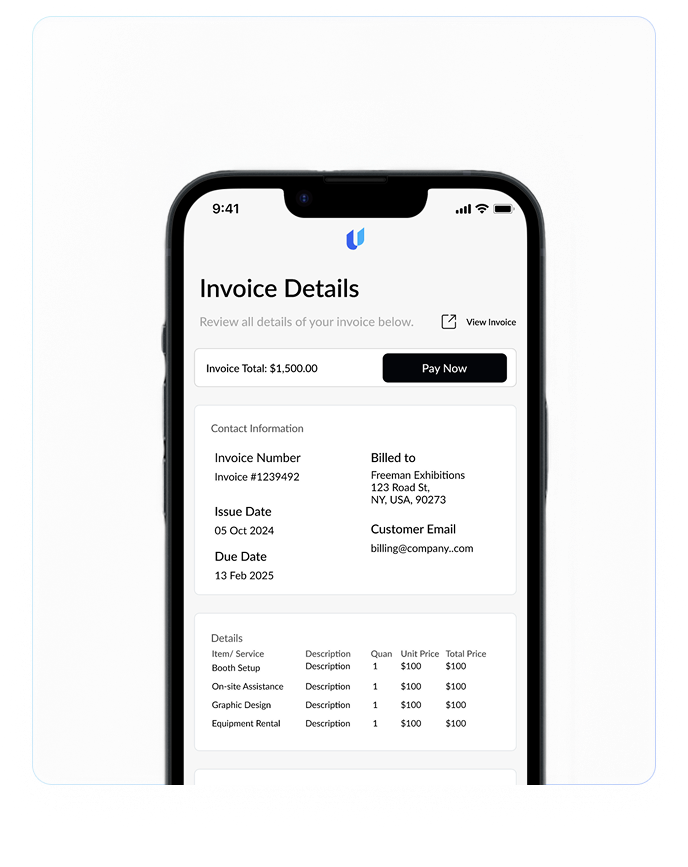 9:41
Invoice Details
Review all details of your invoice below.
View Invoice
Invoice Total: $1,500.00
Pay Now
Contact Information
Invoice Number
Invoice #1239492
Issue Date
05 Oct 2024
Due Date
13 Feb 2025
Billed to
Freeman Exhibitions
123 Road St,
NY, USA, 90273
Customer Email
billing@company..com
Details
Item/ Service Description Quan Unit Price Total Price
Booth Setup Description 1 $100 $100
On-site Assistance Description 1 $100 $100
Graphic Design Description 1 $100 $100
Equipment Rental Description 1 $100 $100